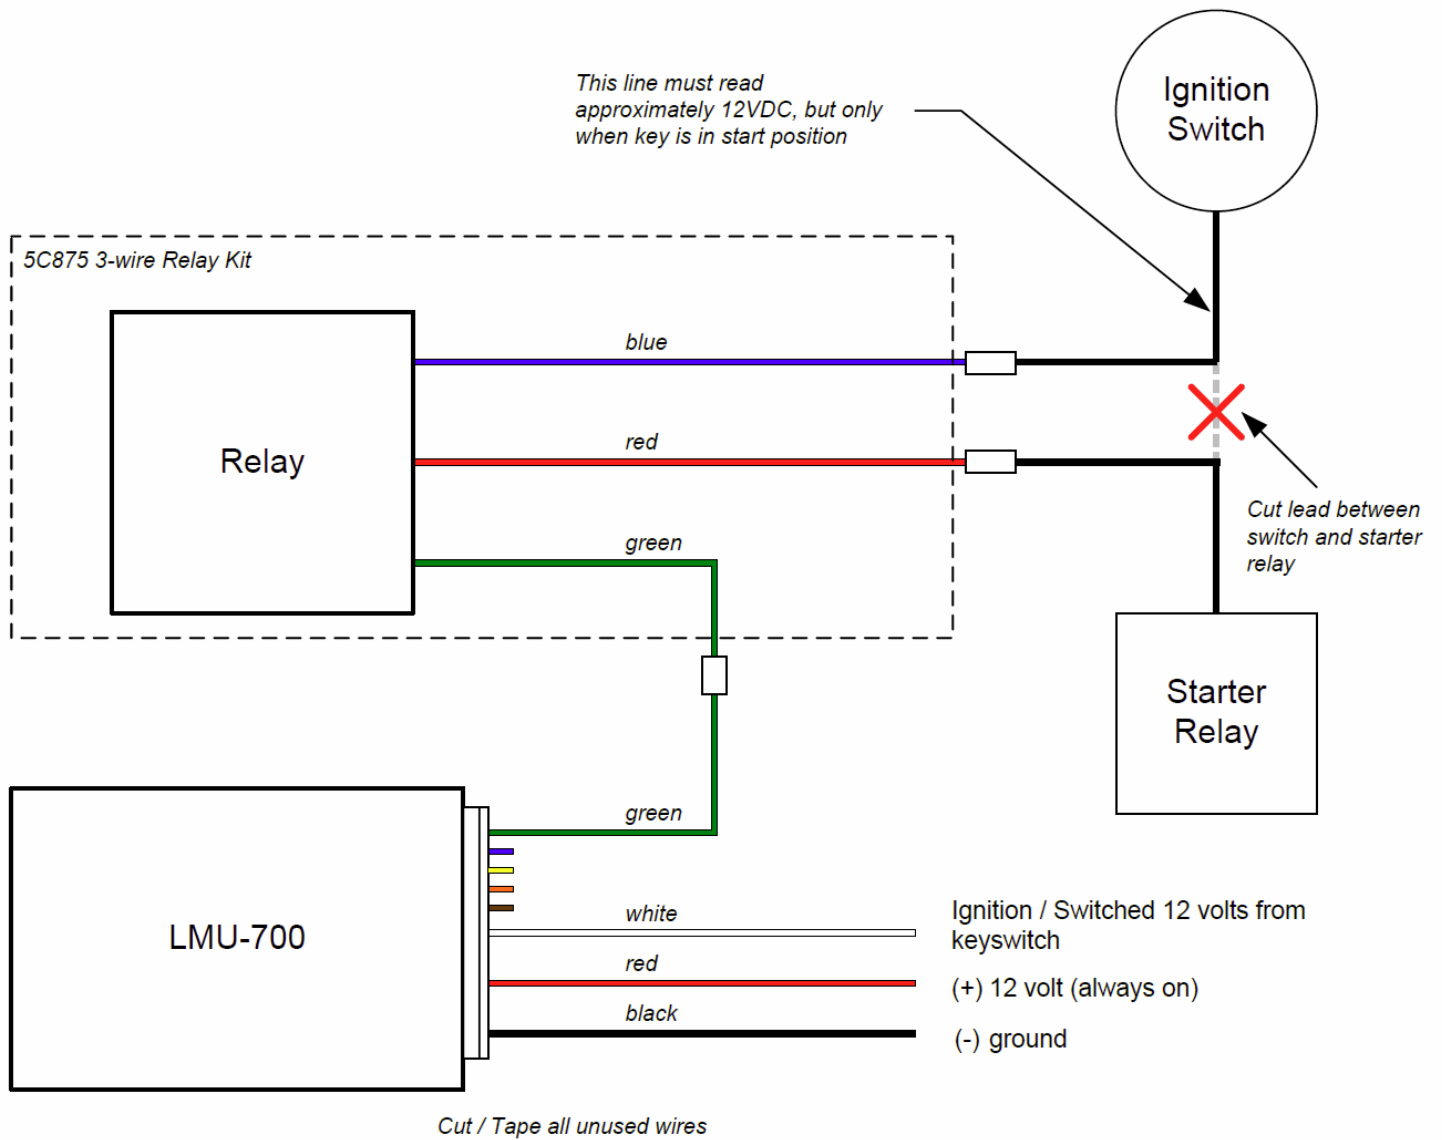 This line must read
approximately 12VDC, but only
when key is in start position
Ignition
Switch
5C875 3-wire Relay Kit
blue
Relay
red
green
Cut lead between
switch and starter
relay
Starter
Relay
green
LMU-700
white
Ignition / Switched 12 volts from
keyswitch
red
(+) 12 volt (always on)
black
(-) ground
Cut / Tape all unused wires